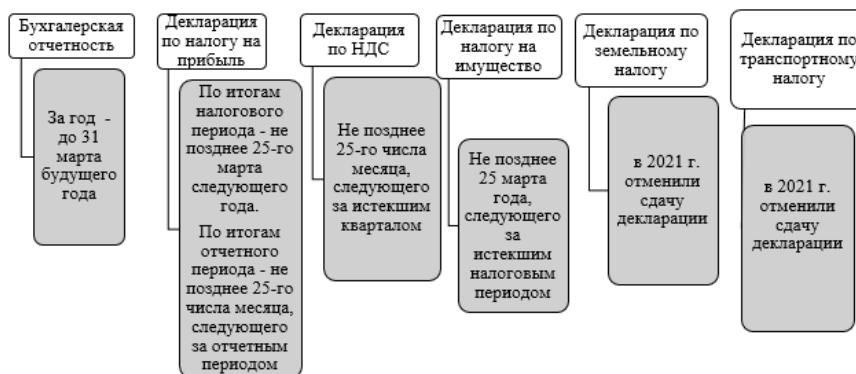 Бухгалерская
отчетность
За год - 
до 31
марта
будущего
года
Декларация
по налогу на
прибыль
По итогам
налогового
периода - не
позднее 25-го
марта
следующего
года.
По итогам
отчетного
периода - не
позднее 25-го
числа месяца,
следующего
за отчетным
периодом
Декларация
по НДС
Не позднее
25-го числа
месяца,
следующего
за истекшим
кварталом
Декларация
по
налогу на
имущество
Не позднее
25 марта
года,
следующего
за
истекшим
налоговым
периодом
Декларация по
земельному
налогу
в 2021 г.
отменили
сдачу
декларации
Декларация по
транспортному
налогу
в 2021 г.
отменили
сдачу
декларации